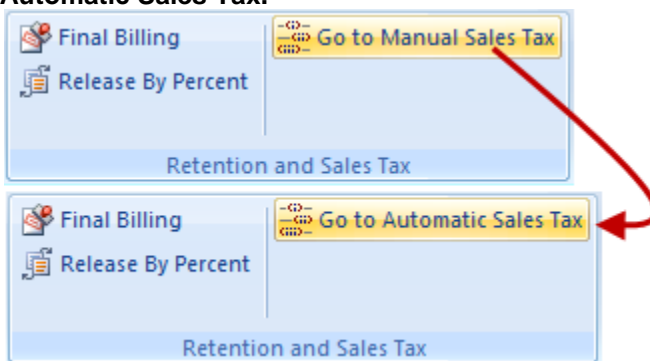 Automatic Sales Tax.
Final Billing
Go to Manual Sales Tax
Release By Percent
Retention and Sales Tax
Final Billing
Go to Automatic Sales Tax
Release By Percent
Retention and Sales Tax